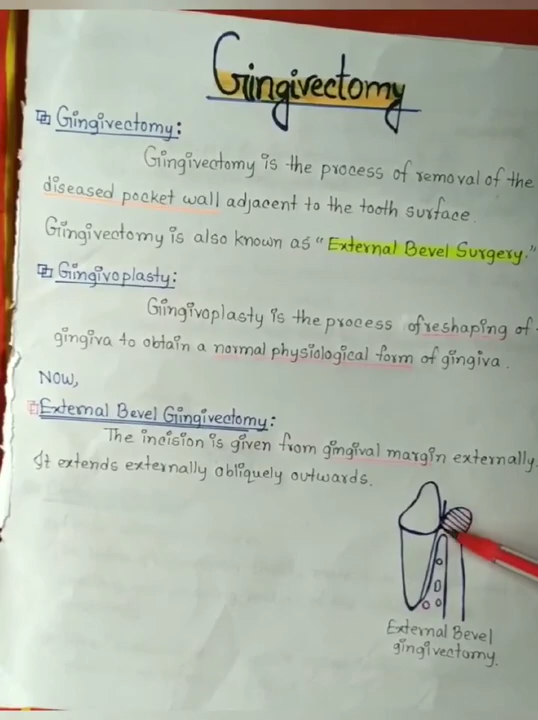 Gingivectomy
Gingivectomy:
Gingivectomy is the process of removal of the
diseased pocket wall adjacent to the tooth surface.
Gingivectomy is also known as "External Bevel Surgery."
Gingivoplasty:
Gingivoplasty is the process of reshaping of
gingiva to obtain a normal physiological form of gingiva.
Now,
External Bevel Gingivectomy:
The incision is given from gingival margin externally.
It extends externally obliquely outwards.
External Bevel
gingivectomy.